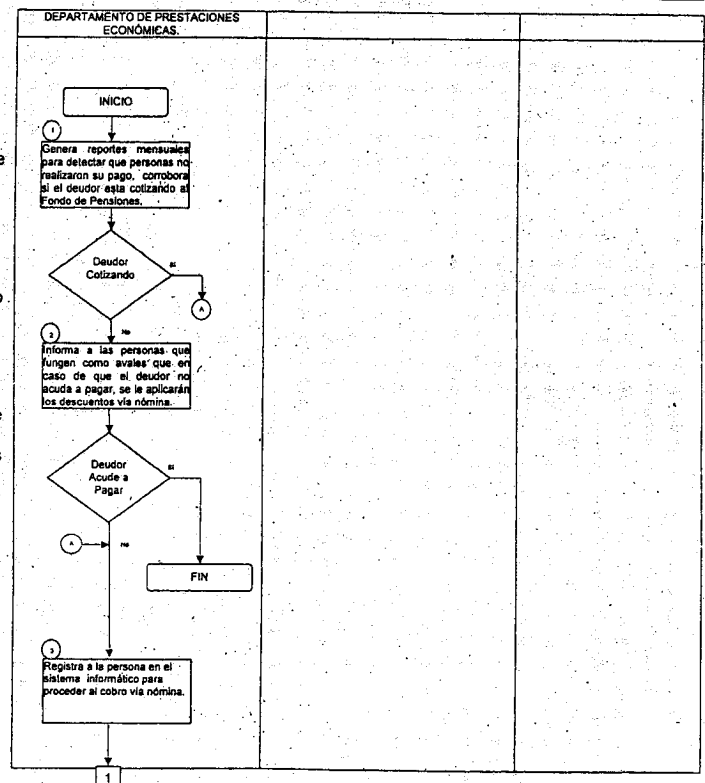 DEPARTAMENTO DE PRESTACIONES
ECONÓMICAS.
INICIO
1
Genera reportes mensuales
para detectar que personas no
realizaron su pago, corrobora
si el deudor esta cotizando al
Fondo de Pensiones.
Deudor
Cotizando
si
A
No
2
Informa a las personas que
fungen como avales que en
caso de que el deudor no
acuda a pagar, se le aplicarán
los descuentos vía nómina.
Deudor
Acude a
Pagar
si
A
No
FIN
3
Registra a la persona en el
sistema informático para
proceder al cobro vía nómina.
1